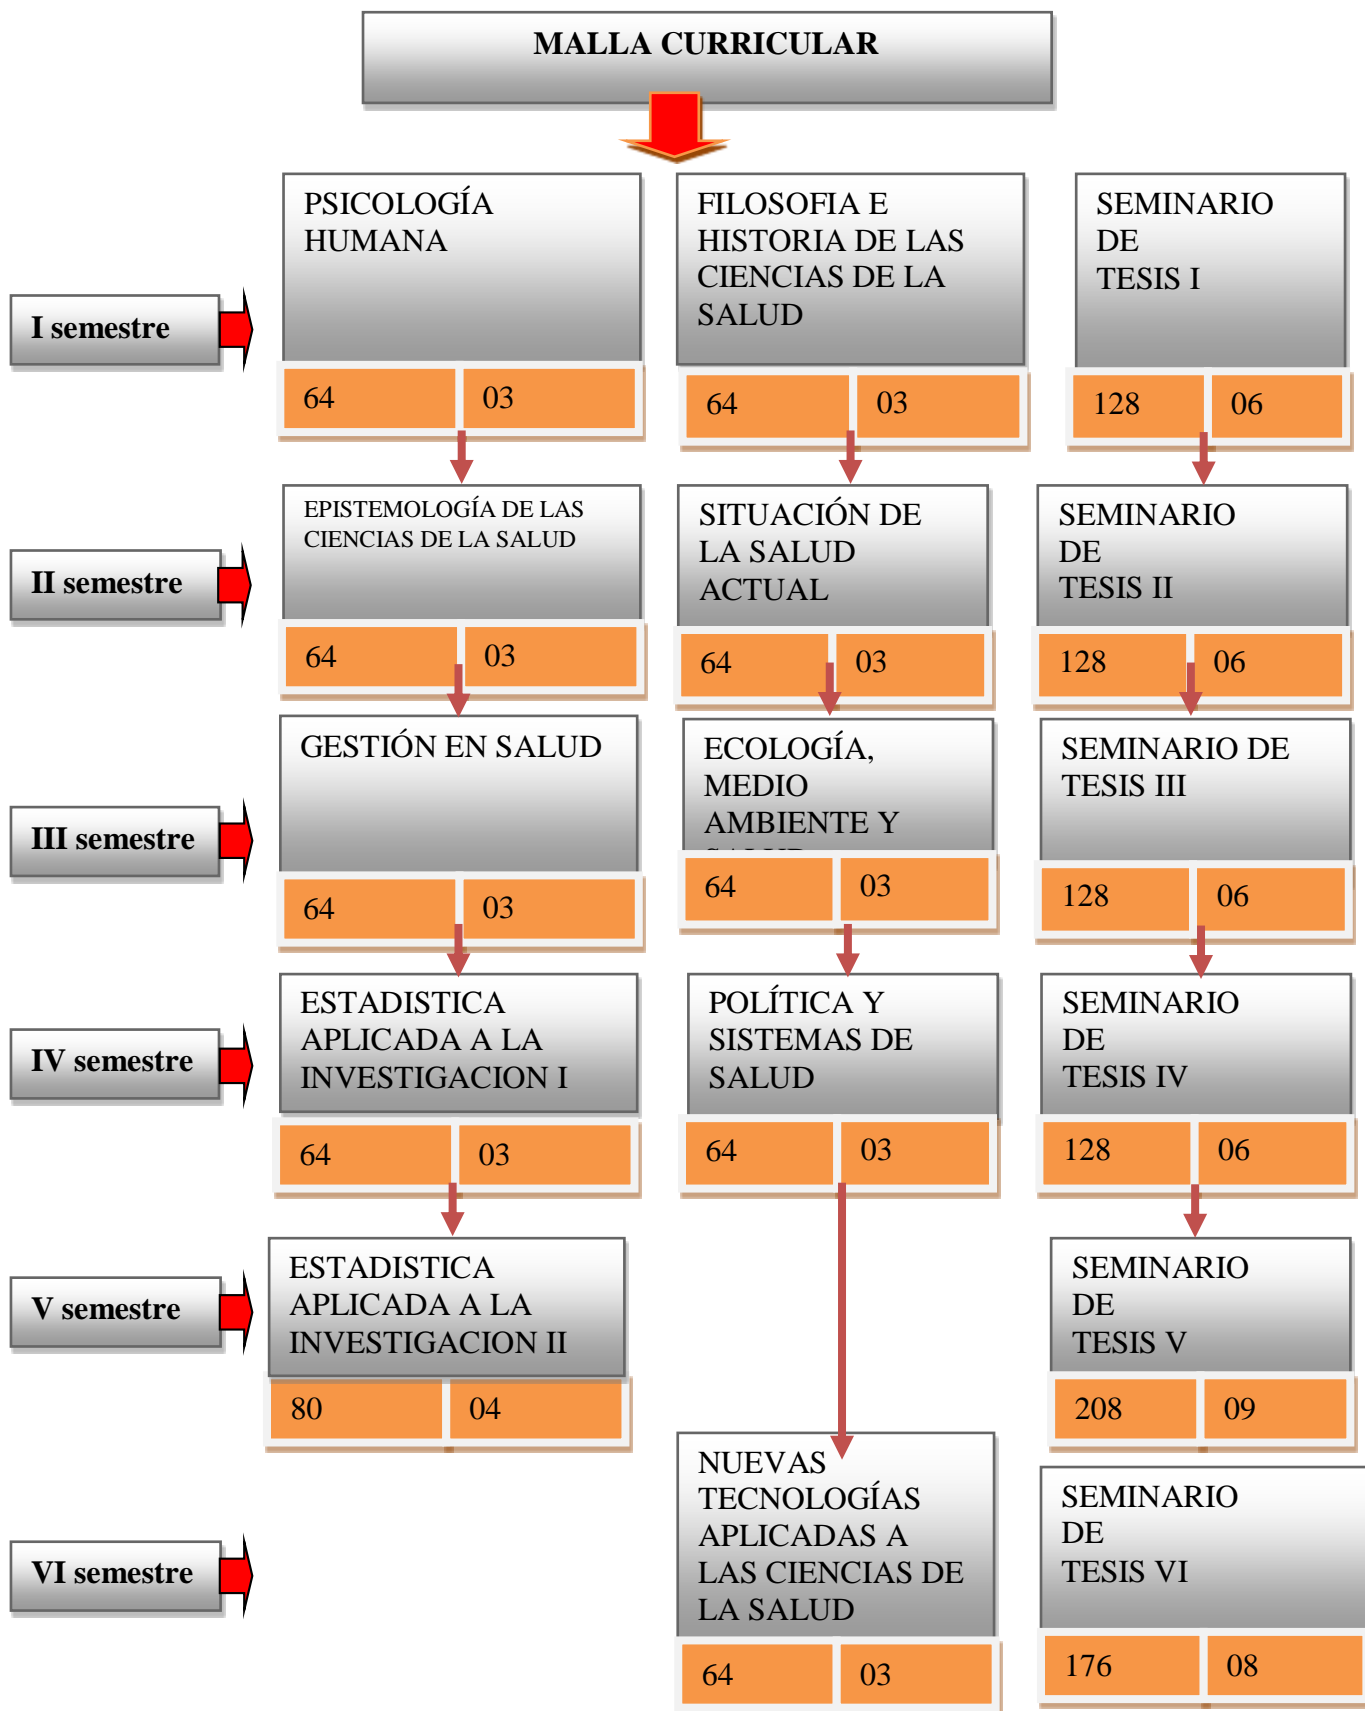 MALLA CURRICULAR
I semestre
PSICOLOGÍA
HUMANA
64
03
FILOSOFIA E
HISTORIA DE LAS
CIENCIAS DE LA
SALUD
64
03
SEMINARIO
DE
TESIS I
128
06
II semestre
EPISTEMOLOGÍA DE LAS
CIENCIAS DE LA SALUD
64
03
SITUACIÓN DE
LA SALUD
ACTUAL
64
03
SEMINARIO
DE
TESIS II
128
06
III semestre
GESTIÓN EN SALUD
64
03
ECOLOGÍA,
MEDIO
AMBIENTE Y
64
03
SEMINARIO DE
TESIS III
128
06
IV semestre
ESTADISTICA
APLICADA A LA
INVESTIGACION I
64
03
POLÍTICA Y
SISTEMAS DE
SALUD
64
03
SEMINARIO
DE
TESIS IV
128
06
V semestre
ESTADISTICA
APLICADA A LA
INVESTIGACION II
80
04
SEMINARIO
DE
TESIS V
208
09
VI semestre
NUEVAS
TECNOLOGÍAS
APLICADAS A
LAS CIENCIAS DE
LA SALUD
64
03
SEMINARIO
DE
TESIS VI
176
08